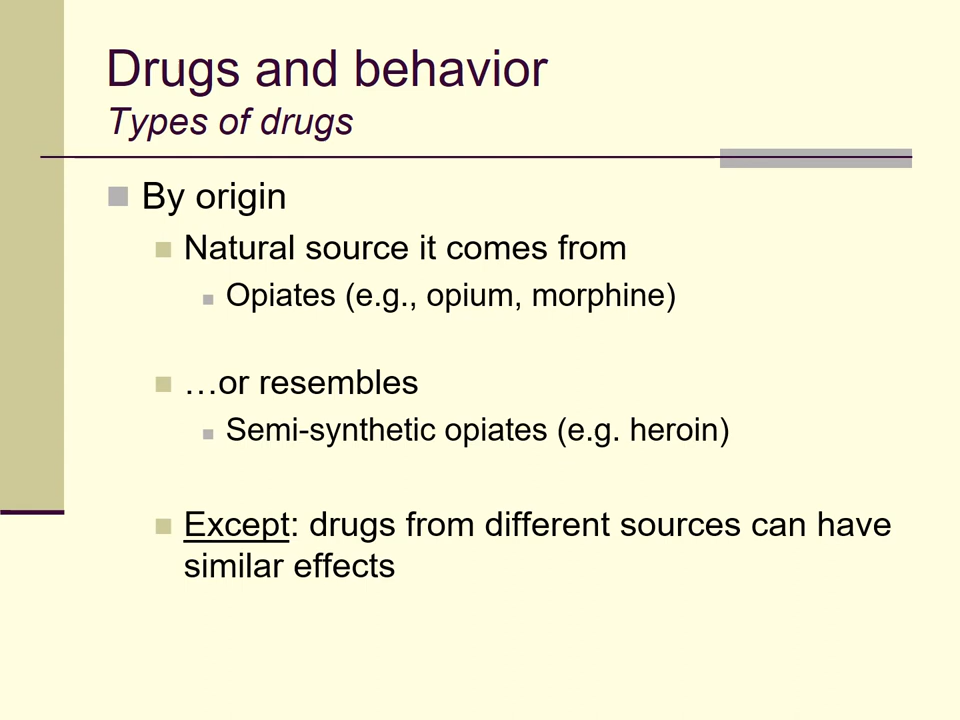 Drugs and behavior
Types of drugs
By origin
Natural source it comes from
Opiates (e.g., opium, morphine)
…or resembles
Semi-synthetic opiates (e.g. heroin)
Except: drugs from different sources can have
similar effects